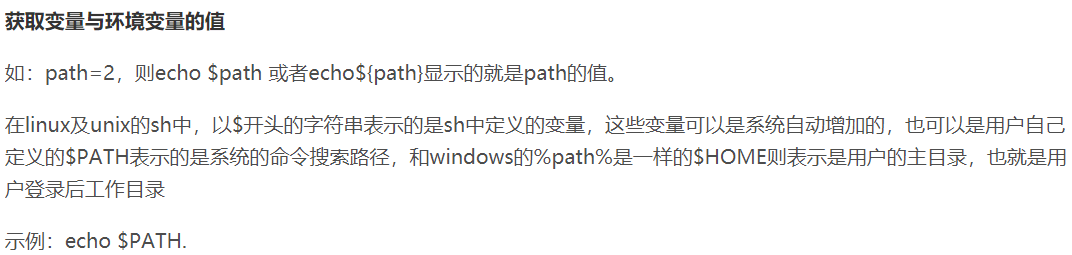 获取变量与环境变量的值
如：path=2，则echo $path 或者echo${path}显示的就是path的值。
在linux及unix的sh中，以$开头的字符串表示的是sh中定义的变量，这些变量可以是系统自动增加的，也可以是用户自己
定义的$PATH表示的是系统的命令搜索路径，和windows的%path%是一样的$HOME则表示是用户的主目录，也就是用
户登录后工作目录
示例：echo $PATH.